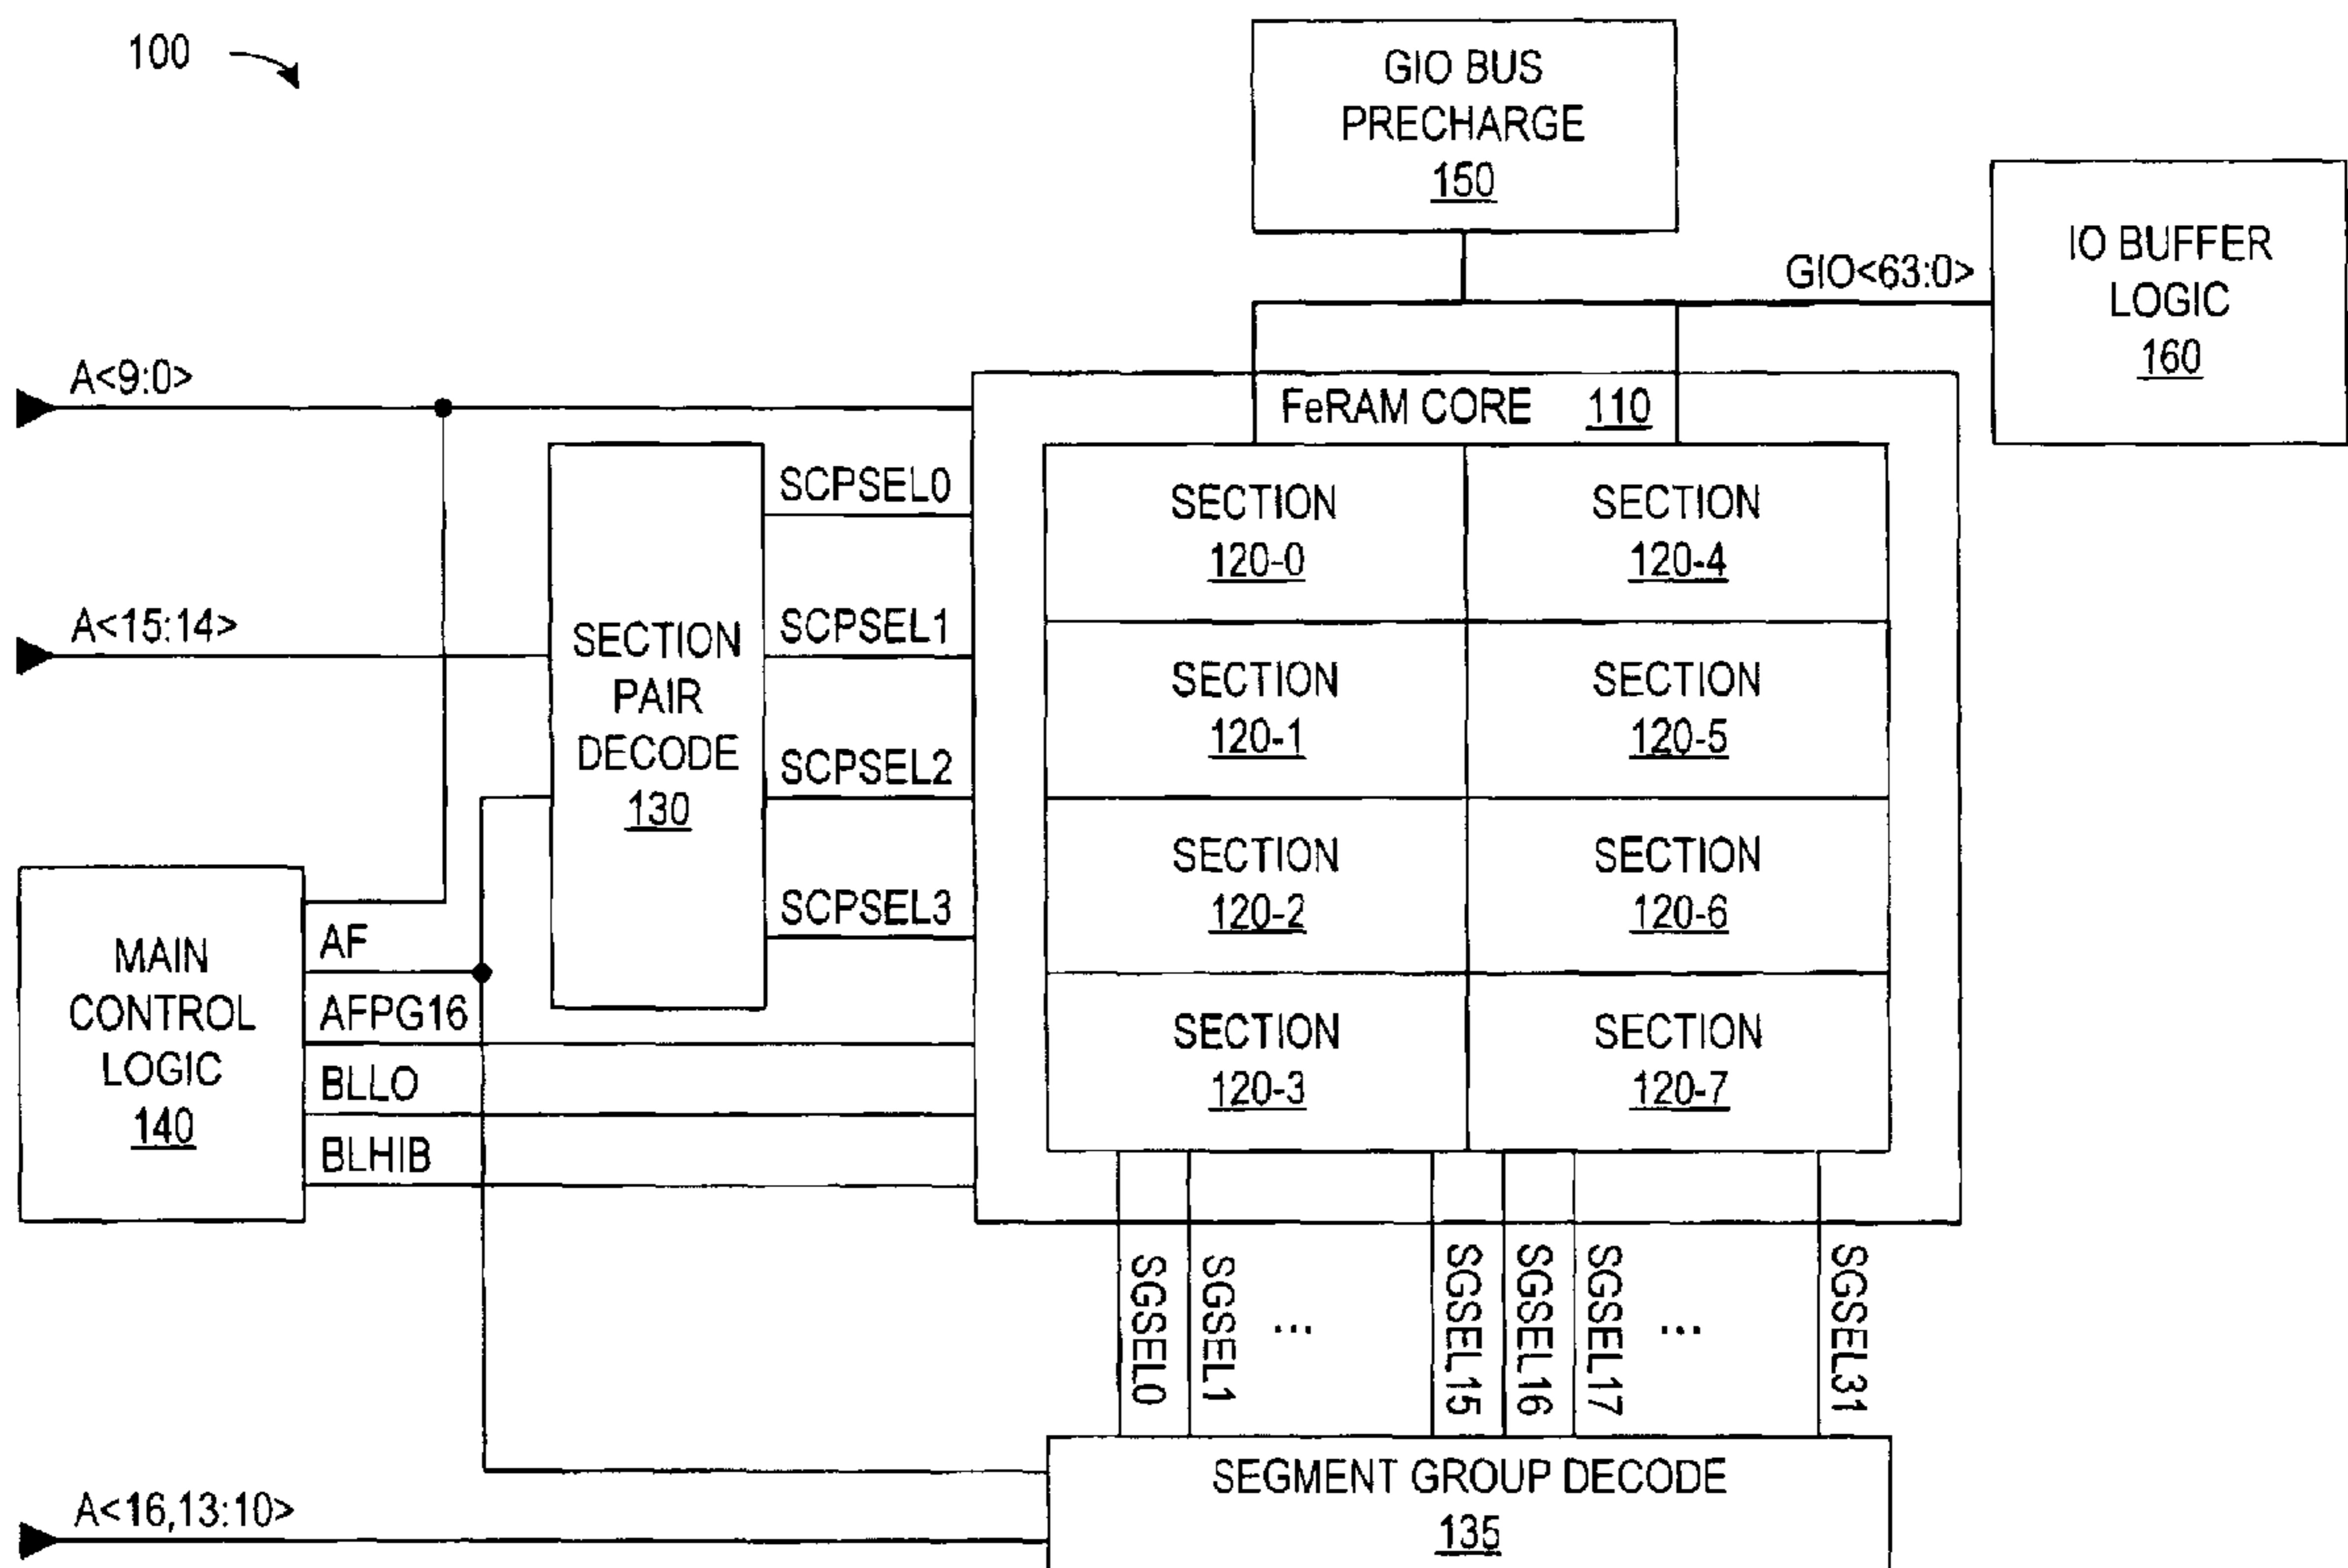 100
GIO BUS
PRECHARGE
150
IO BUFFER
LOGIC
160
GIO<63:0>
A<9:0>
FeRAM CORE 110
SECTION
120-0
SECTION
120-4
SECTION
120-1
SECTION
120-5
SECTION
120-2
SECTION
120-6
SECTION
120-3
SECTION
120-7
SCPSEL0
SCPSEL1
SCPSEL2
SCPSEL3
A<15:14>
SECTION
PAIR
DECODE
130
MAIN
CONTROL
LOGIC
140
AF
AFPG16
BLLO
BLHIB
SGSEL0
SGSEL1
...
SGSEL15
SGSEL16
SGSEL17
...
SGSEL31
SEGMENT GROUP DECODE
135
A<16,13:10>